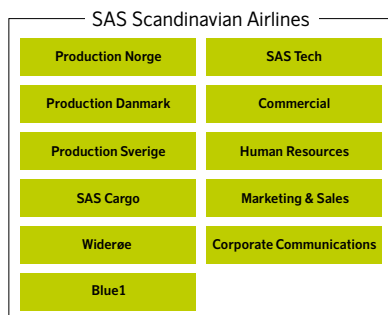 SAS Scandinavian Airlines
Production Norge
SAS Tech
Production Danmark
Commercial
Production Sverige
Human Resources
SAS Cargo
Marketing & Sales
Widerøe
Corporate Communications
Blue1